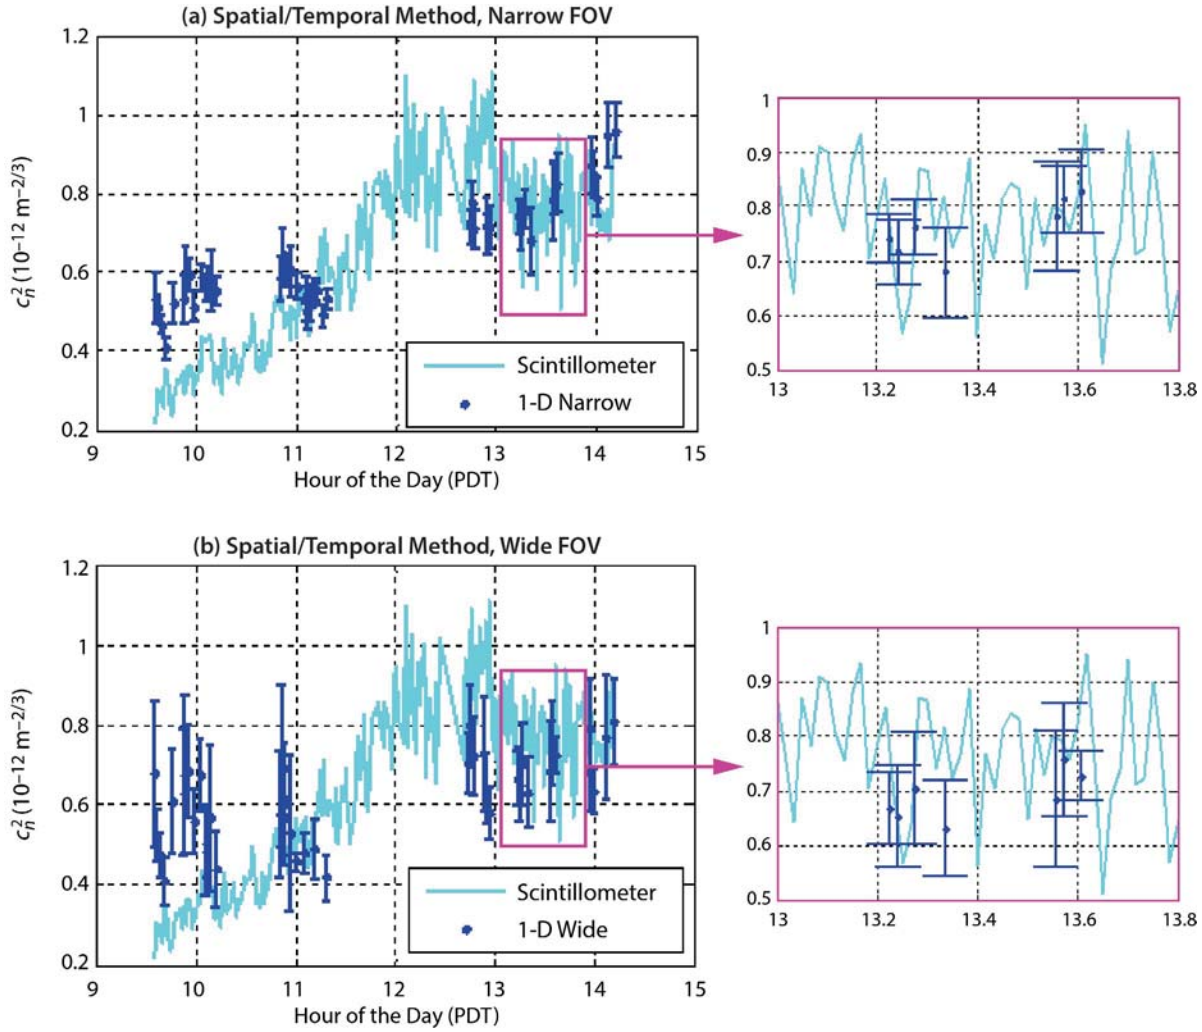 (a) Spatial/Temporal Method, Narrow FOV
1.2
1
0.8
0.6
0.4
0.2
c²ₙ (10⁻¹² m⁻²/³)
9 10 11 12 13 14 15
Hour of the Day (PDT)
Scintillometer
1-D Narrow
1
0.9
0.8
0.7
0.6
0.5
13 13.2 13.4 13.6 13.8
(b) Spatial/Temporal Method, Wide FOV
1.2
1
0.8
0.6
0.4
0.2
c²ₙ (10⁻¹² m⁻²/³)
9 10 11 12 13 14 15
Hour of the Day (PDT)
Scintillometer
1-D Wide
1
0.9
0.8
0.7
0.6
0.5
13 13.2 13.4 13.6 13.8